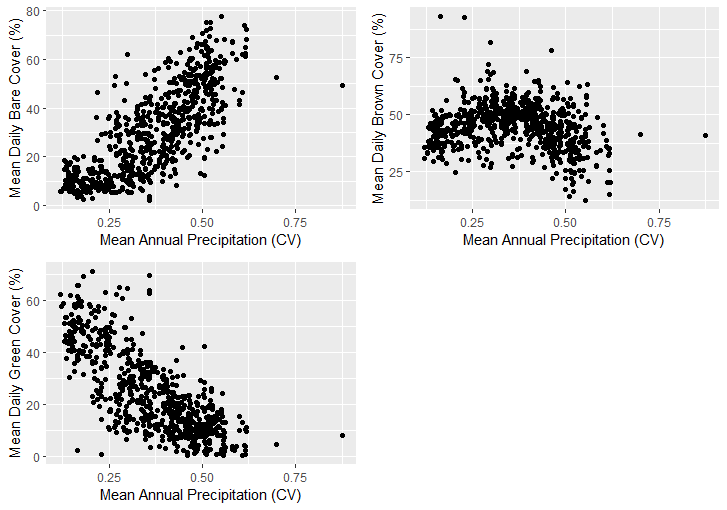 Mean Daily Bare Cover (%)
80
60
40
20
0
0.25 0.50 0.75
Mean Annual Precipitation (CV)
Mean Daily Brown Cover (%)
75
50
25
0.25 0.50 0.75
Mean Annual Precipitation (CV)
Mean Daily Green Cover (%)
60
40
20
0
0.25 0.50 0.75
Mean Annual Precipitation (CV)